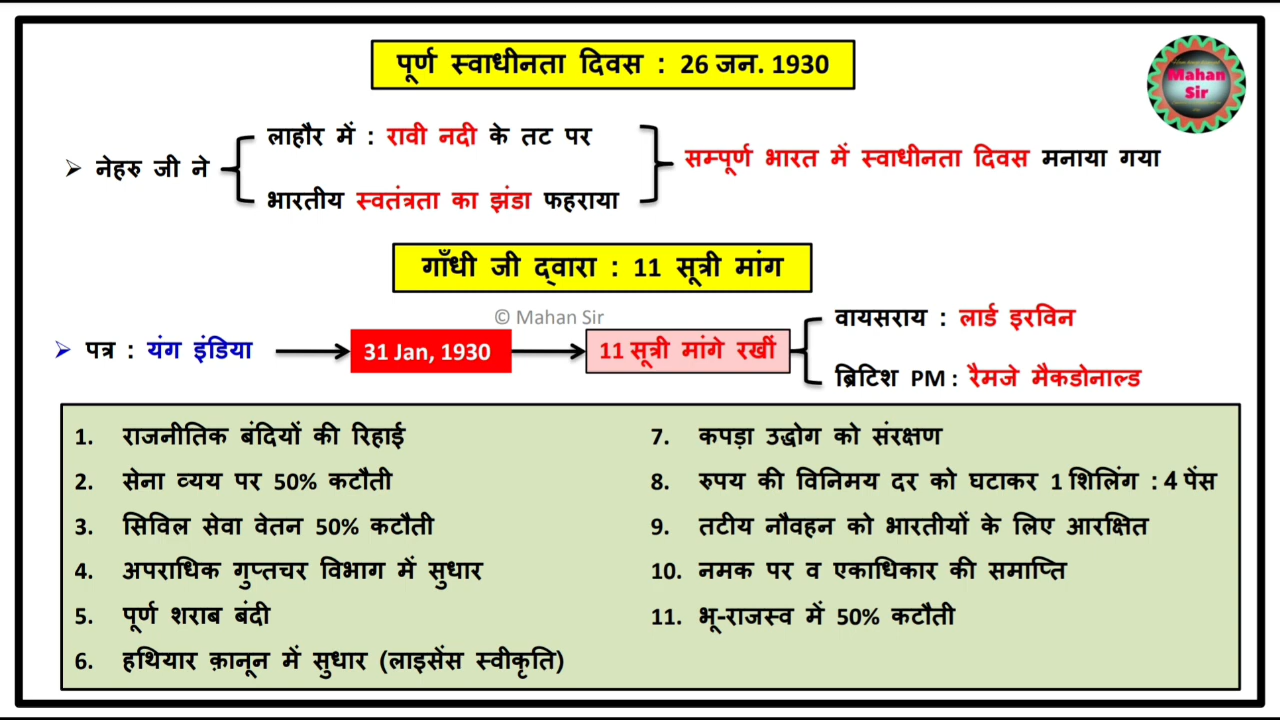 पूर्ण स्वाधीनता दिवस : 26 जन. 1930
Mahan
Sir
नेहरु जी ने
लाहौर में : रावी नदी के तट पर
भारतीय स्वतंत्रता का झंडा फहराया
सम्पूर्ण भारत में स्वाधीनता दिवस मनाया गया
गाँधी जी द्वारा : 11 सूत्री मांग
© Mahan Sir
पत्र : यंग इंडिया
31 Jan, 1930
11 सूत्री मांगे रखीं
वायसराय : लार्ड इरविन
ब्रिटिश PM : रैमजे मैकडोनाल्ड
1. राजनीतिक बंदियों की रिहाई
2. सेना व्यय पर 50% कटौती
3. सिविल सेवा वेतन 50% कटौती
4. अपराधिक गुप्तचर विभाग में सुधार
5. पूर्ण शराब बंदी
6. हथियार क़ानून में सुधार (लाइसेंस स्वीकृति)
7. कपड़ा उद्धोग को संरक्षण
8. रुपय की विनिमय दर को घटाकर 1 शिलिंग : 4 पेंस
9. तटीय नौवहन को भारतीयों के लिए आरक्षित
10. नमक पर व एकाधिकार की समाप्ति
11. भू-राजस्व में 50% कटौती